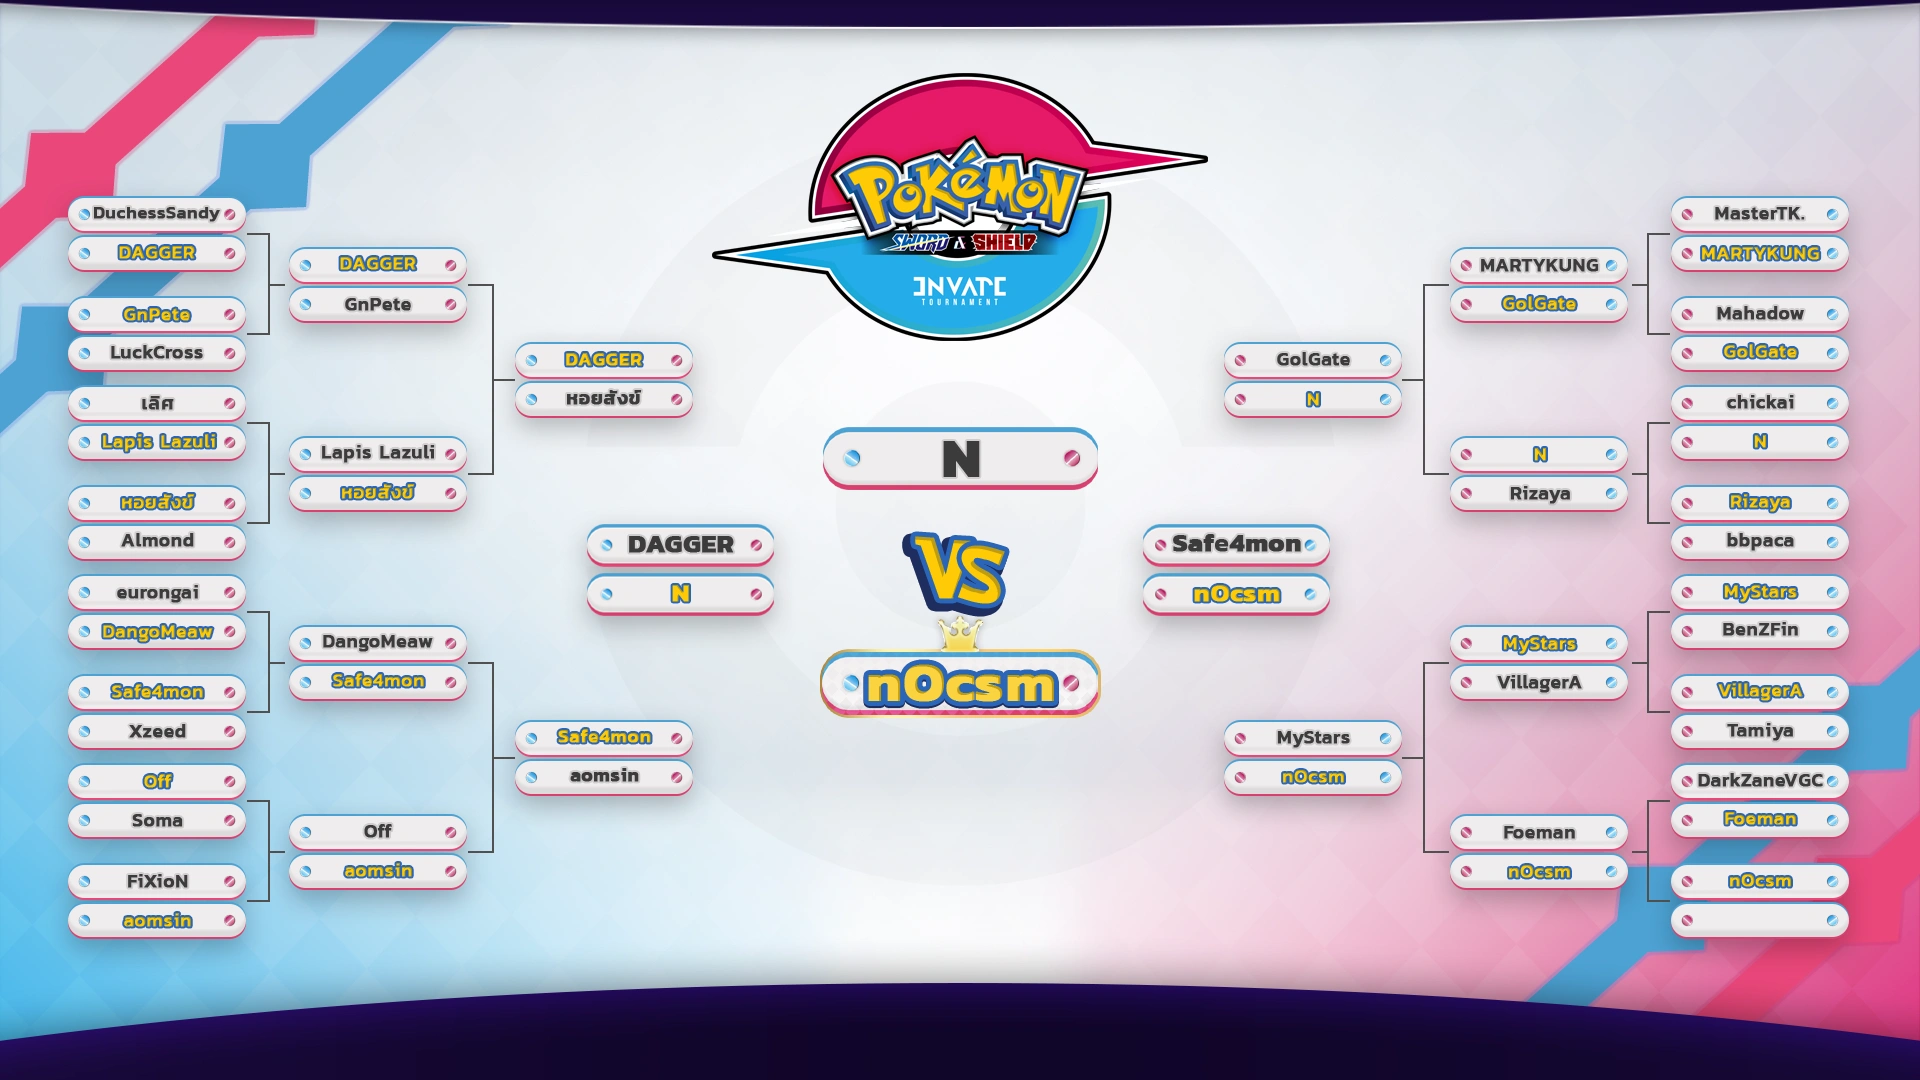 POKéMON
SWORD & SHIELD
INVATE
TOURNAMENT
DuchessSandy
DAGGER
GnPete
LuckCross
เลิศ
Lapis Lazuli
หอยสังข์
Almond
eurongai
DangoMeaw
Safe4mon
Xzeed
Off
Soma
FiXioN
aomsin
DAGGER
GnPete
Lapis Lazuli
หอยสังข์
DangoMeaw
Safe4mon
Off
aomsin
DAGGER
หอยสังข์
Safe4mon
aomsin
DAGGER
N
N
VS
nOcsm
Safe4mon
nOcsm
GolGate
N
MyStars
nOcsm
MARTYKUNG
GolGate
N
Rizaya
MyStars
VillagerA
Foeman
nOcsm
MasterTK.
MARTYKUNG
Mahadow
GolGate
chickai
N
Rizaya
bbpaca
MyStars
BenZFin
VillagerA
Tamiya
DarkZaneVGC
Foeman
nOcsm